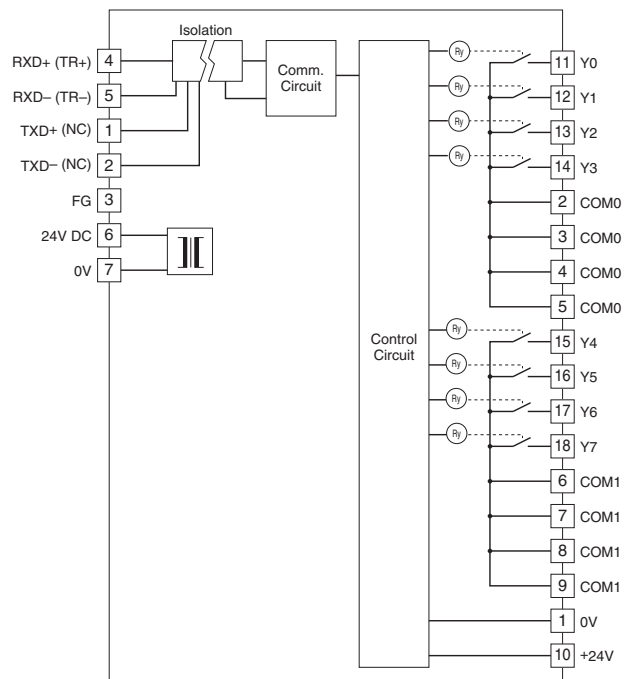 Isolation
RXD+ (TR+) 4
RXD– (TR–) 5
TXD+ (NC) 1
TXD– (NC) 2
FG 3
24V DC 6
0V 7
Comm.
Circuit
Control
Circuit
Ry 11 Y0
Ry 12 Y1
Ry 13 Y2
Ry 14 Y3
2 COM0
3 COM0
4 COM0
5 COM0
Ry 15 Y4
Ry 16 Y5
Ry 17 Y6
Ry 18 Y7
6 COM1
7 COM1
8 COM1
9 COM1
1 0V
10 +24V